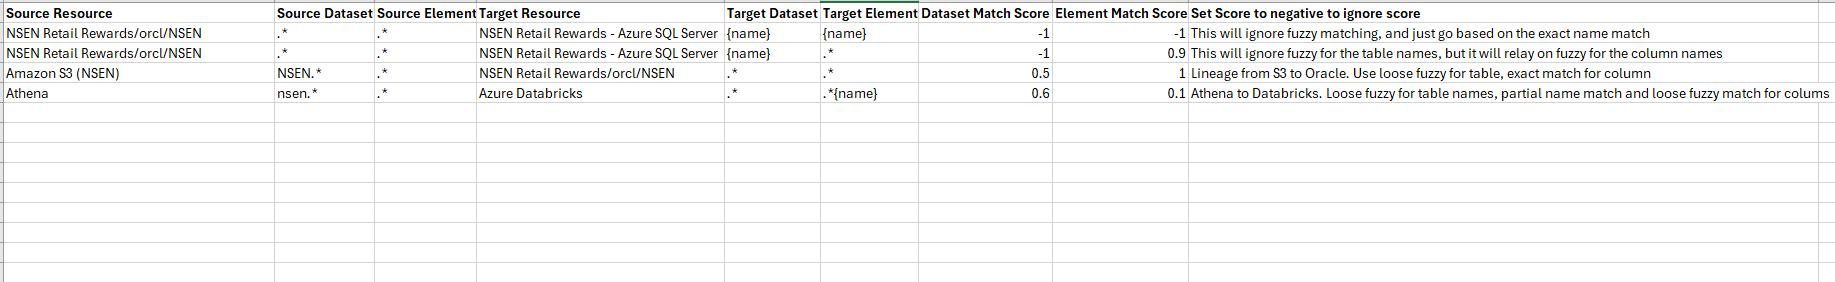 Source Resource Source Dataset Source Element Target Resource Target Dataset Target Element Dataset Match Score Element Match Score Set Score to negative to ignore score
NSEN Retail Rewards/orcl/NSEN .* .* NSEN Retail Rewards - Azure SQL Server {name} {name} -1 -1 This will ignore fuzzy matching, and just go based on the exact name match
NSEN Retail Rewards/orcl/NSEN .* .* NSEN Retail Rewards - Azure SQL Server {name} .* -1 0.9 This will ignore fuzzy for the table names, but it will relay on fuzzy for the column names
Amazon S3 (NSEN) NSEN.* .* NSEN Retail Rewards/orcl/NSEN .* .* 0.5 1 Lineage from S3 to Oracle. Use loose fuzzy for table, exact match for column
Athena nsen.* .* Azure Databricks .* .*{name} 0.6 0.1 Athena to Databricks. Loose fuzzy for table names, partial name match and loose fuzzy match for colums